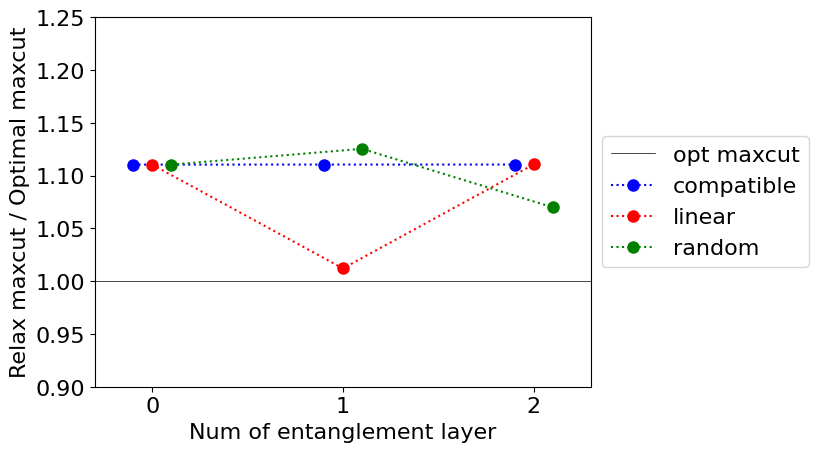 Relax maxcut / Optimal maxcut
1.25
1.20
1.15
1.10
1.05
1.00
0.95
0.90
0 1 2
Num of entanglement layer
opt maxcut
compatible
linear
random